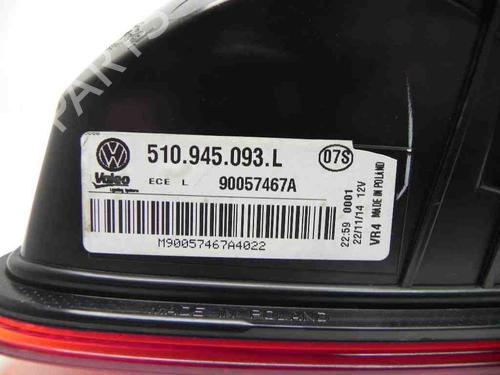 PARTS
510.945.093.L
07S
Valeo
ECE L 90057467A
M90057467A4022
22:59 0001
22/11/14 12V
VR4 MADE IN POLAND
MADE IN POLAND